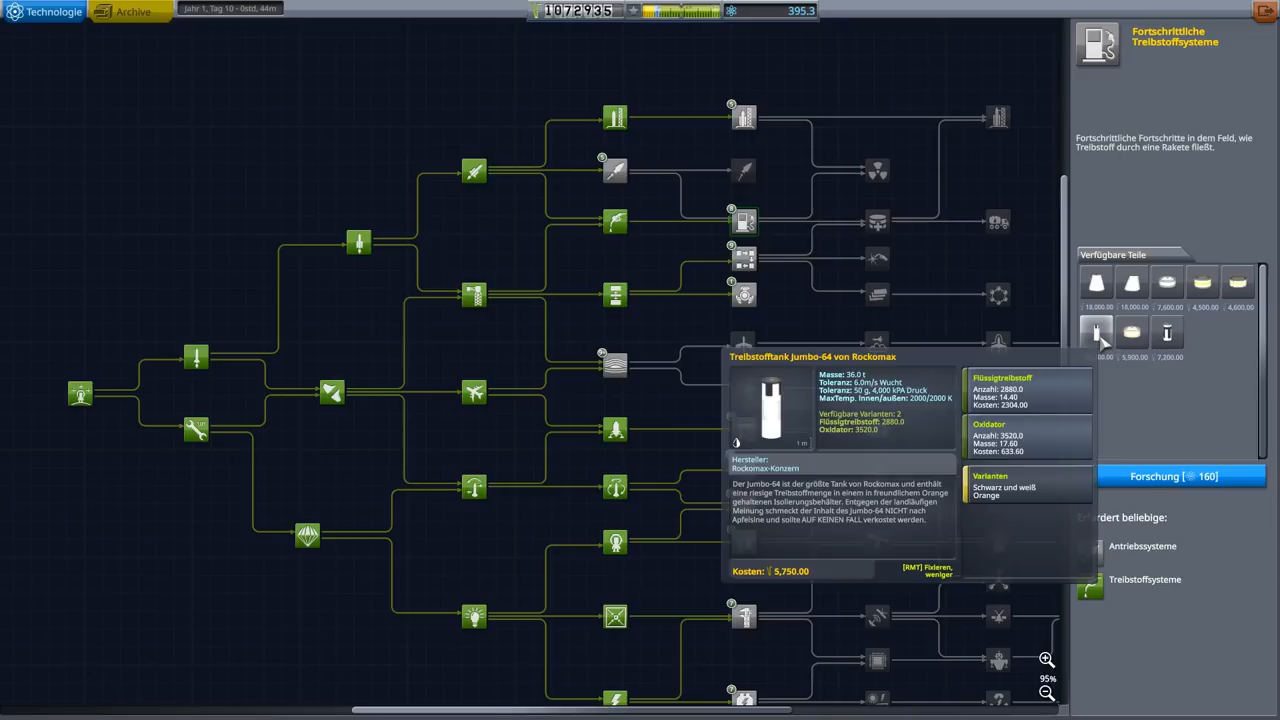 Technologie
Archive
Jahr 1, Tag 10 - 0std, 44m
1072935
395.3
Fortschrittliche
Treibstoffsysteme
Fortschrittliche Fortschritte in dem Feld, wie
Treibstoff durch eine Rakete fließt.
Verfügbare Teile
18,000.00
18,000.00
7,600.00
4,500.00
4,600.00
5,900.00
7,200.00
Treibstofftank Jumbo-64 von Rockomax
Masse: 36.0 t
Toleranz: 6.0m/s Wucht
Toleranz: 50 g, 4,000 kPA Druck
MaxTemp. Innen/außen: 2000/2000 K
Verfügbare Varianten: 2
Flüssigtreibstoff: 2880.0
Oxidator: 3520.0
1 m
Hersteller:
Rockomax-Konzern
Der Jumbo-64 ist der größte Tank von Rockomax und enthält
eine riesige Treibstoffmenge in einem in freundlichem Orange
gehaltenen Isolierungsbehälter. Entgegen der landläufigen
Meinung schmeckt der Inhalt des Jumbo-64 NICHT nach
Apfelsine und sollte AUF KEINEN FALL verkostet werden.
Kosten: 5,750.00
[RMT] Fixieren,
weniger
Flüssigtreibstoff
Anzahl: 2880.0
Masse: 14.40
Kosten: 2304.00
Oxidator
Anzahl: 3520.0
Masse: 17.60
Kosten: 633.60
Varianten
Schwarz und weiß
Orange
Forschung [160]
Erfordert beliebige:
Antriebssysteme
Treibstoffsysteme
95%